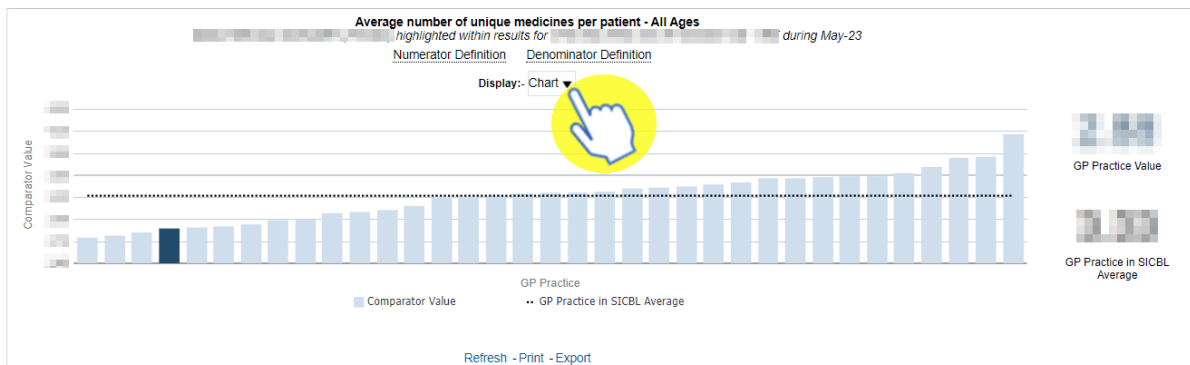 Average number of unique medicines per patient - All Ages
highlighted within results for during May-23
Numerator Definition Denominator Definition
Display:- Chart ▼
Comparator Value
GP Practice Value
GP Practice in SICBL
Average
GP Practice
Comparator Value GP Practice in SICBL Average
Refresh - Print - Export